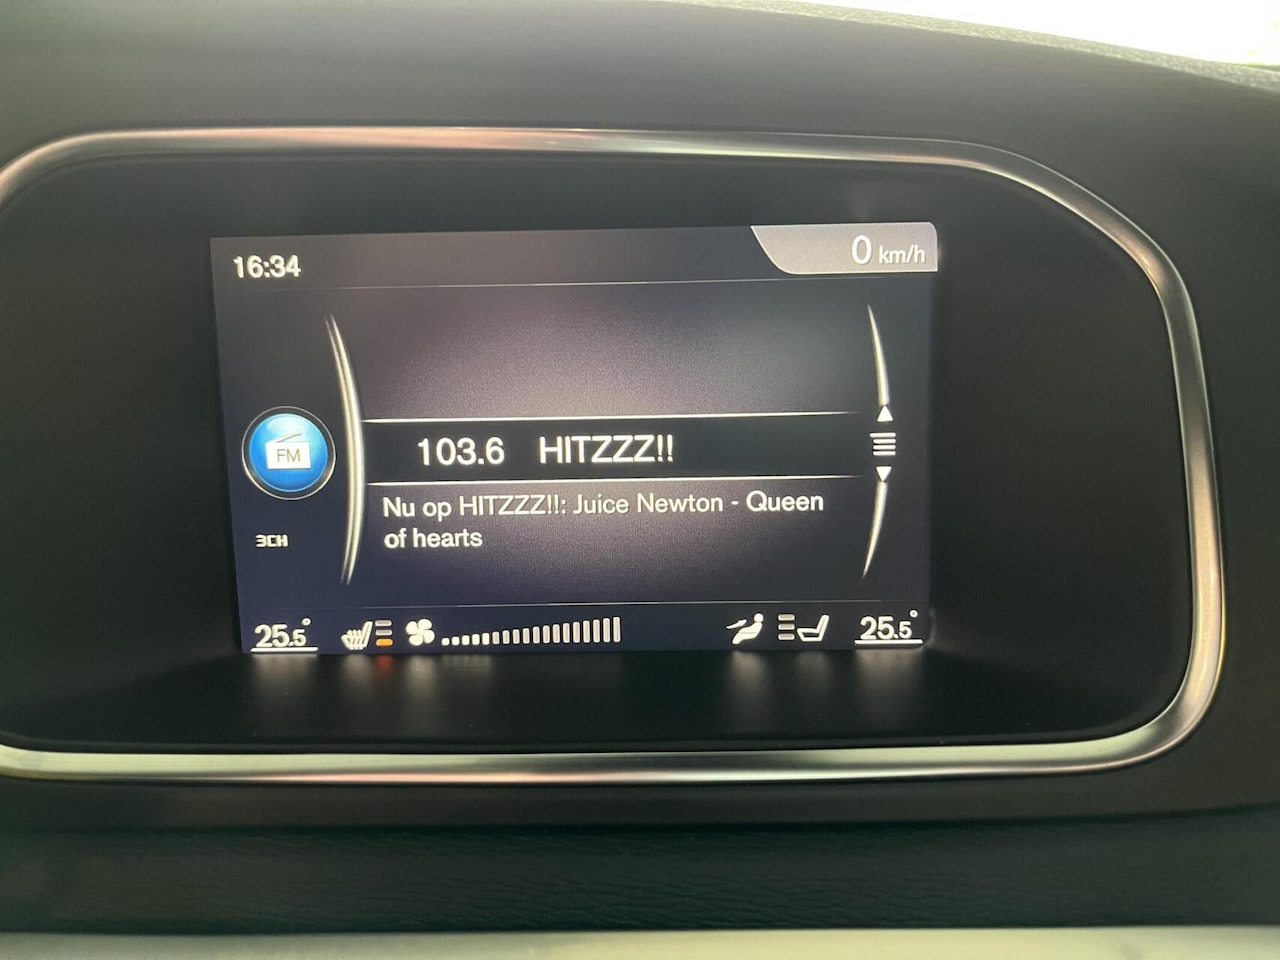 16:34
0 km/h
FM
103.6 HITZZZ!!
Nu op HITZZZ!!: Juice Newton - Queen
of hearts
3CH
25.5° 25.5°